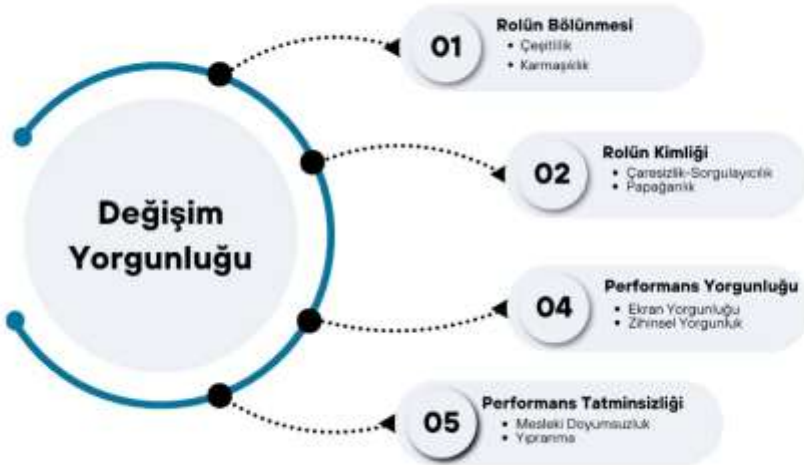 Değişim
Yorgunluğu
01
Rolün Bölünmesi
• Çeşitlilik
• Karmaşıklık
02
Rolün Kimliği
• Çaresizlik-Sorgulayıcılık
• Papağanlık
04
Performans Yorgunluğu
• Ekran Yorgunluğu
• Zihinsel Yorgunluk
05
Performans Tatminsizliği
• Mesleki Doyumsuzluk
• Yıpranma